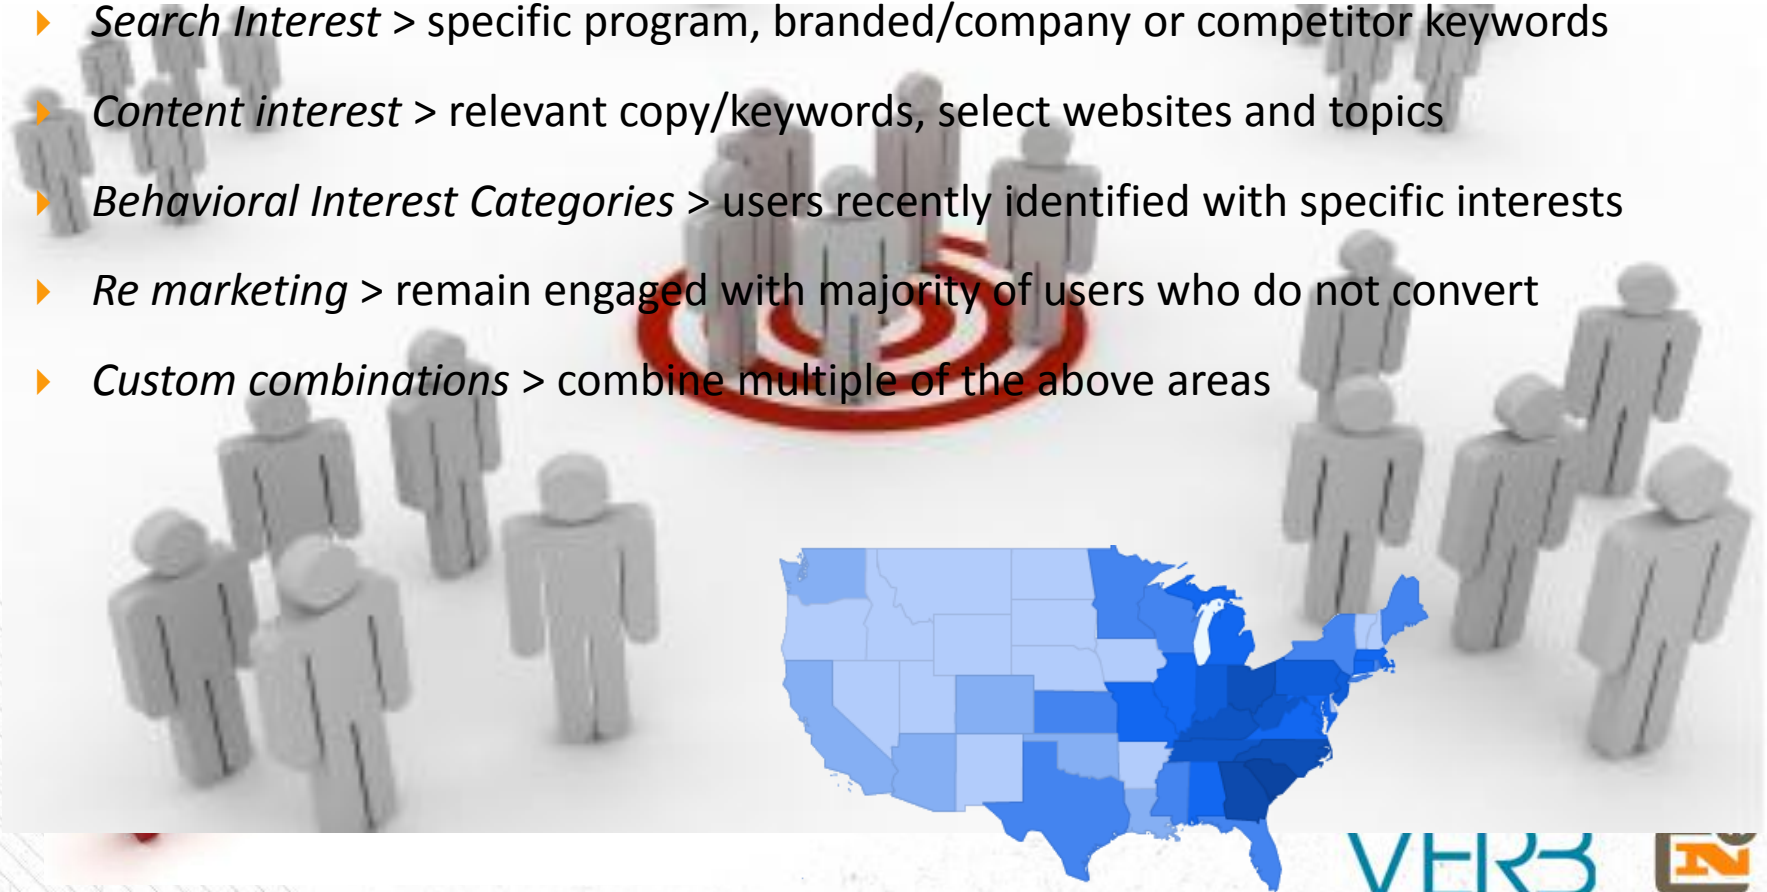 Search Interest > specific program, branded/company or competitor keywords
Content interest > relevant copy/keywords, select websites and topics
Behavioral Interest Categories > users recently identified with specific interests
Re marketing > remain engaged with majority of users who do not convert
Custom combinations > combine multiple of the above areas
VERB
N